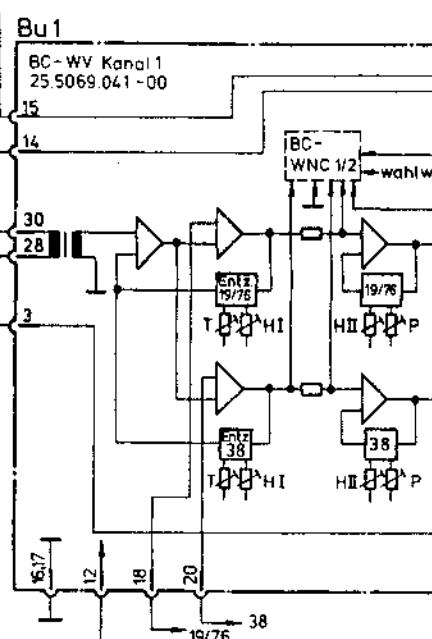 Bu1
BC-WV Kanal 1
25.5069.041-00
15
14
BC-
WNC 1/2
wahlw
30
28
Entz
19/76
19/76
T HI
HII P
3
Entz
38
38
T HI
HII P
16,17
12
18
20
38
19/76